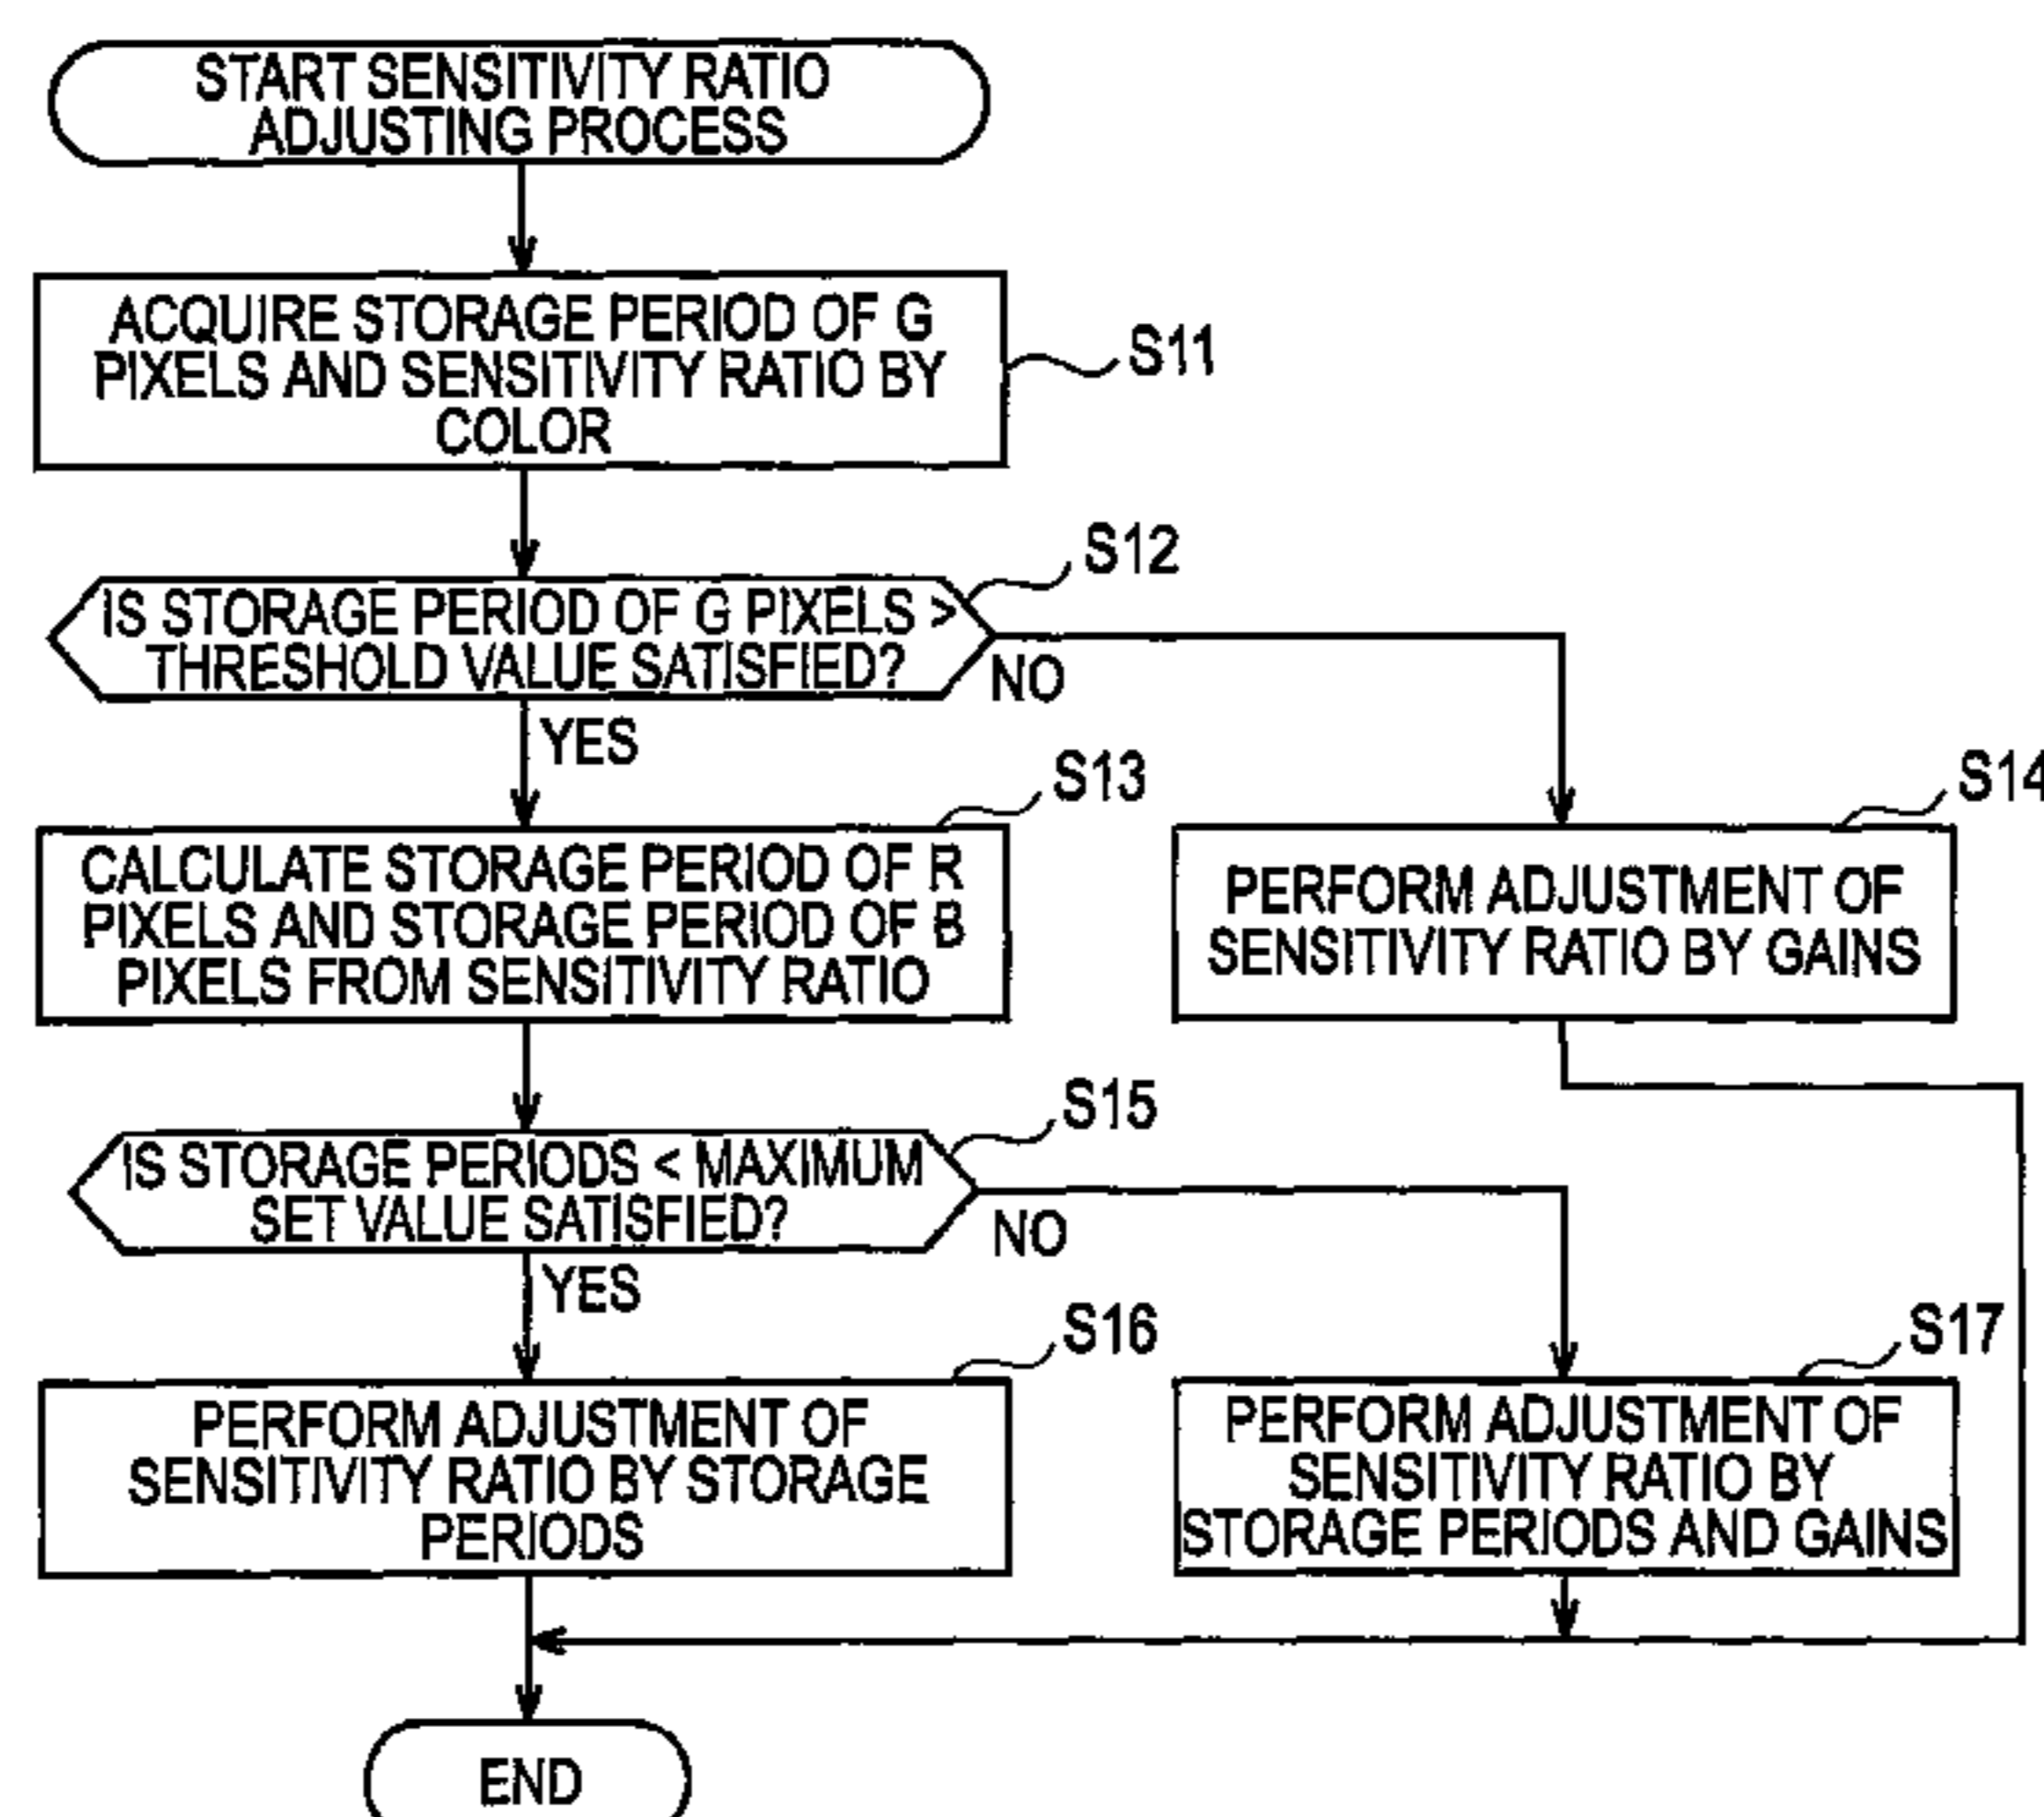 START SENSITIVITY RATIO
ADJUSTING PROCESS
ACQUIRE STORAGE PERIOD OF G
PIXELS AND SENSITIVITY RATIO BY
COLOR
S11
S12
IS STORAGE PERIOD OF G PIXELS >
THRESHOLD VALUE SATISFIED?
NO
YES
S13
CALCULATE STORAGE PERIOD OF R
PIXELS AND STORAGE PERIOD OF B
PIXELS FROM SENSITIVITY RATIO
S14
PERFORM ADJUSTMENT OF
SENSITIVITY RATIO BY GAINS
S15
IS STORAGE PERIODS < MAXIMUM
SET VALUE SATISFIED?
NO
YES
S16
PERFORM ADJUSTMENT OF
SENSITIVITY RATIO BY STORAGE
PERIODS
S17
PERFORM ADJUSTMENT OF
SENSITIVITY RATIO BY
STORAGE PERIODS AND GAINS
END